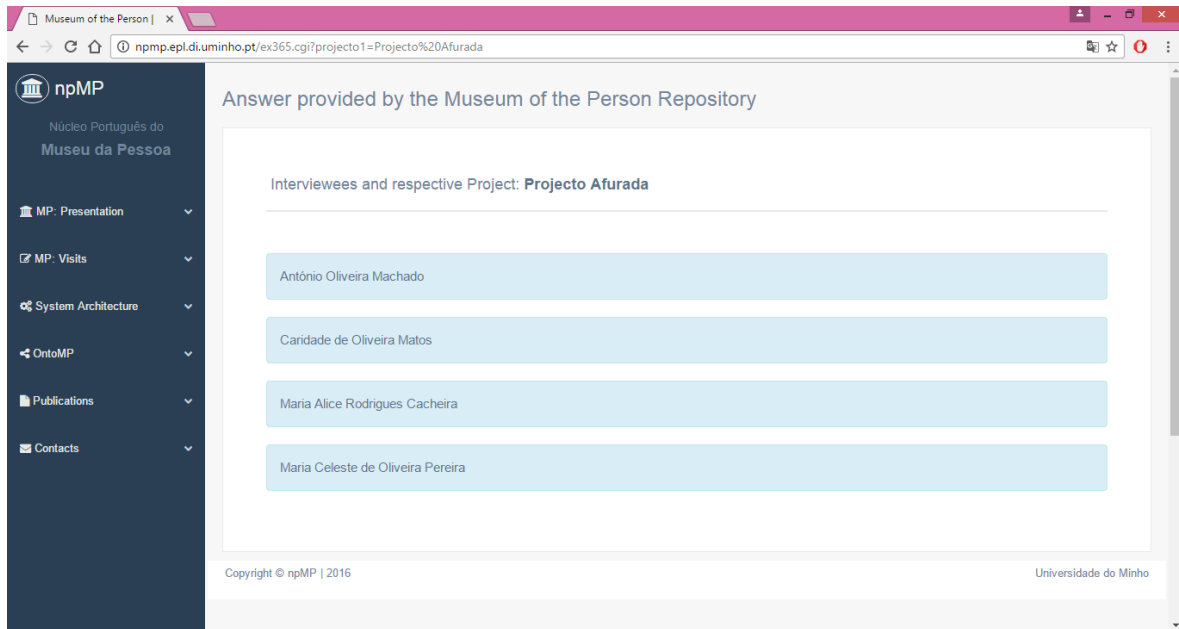 Museum of the Person |
npmp.epl.di.uminho.pt/ex365.cgi?projecto1=Projecto%20Afurada
npMP
Núcleo Português do
Museu da Pessoa
MP: Presentation
MP: Visits
System Architecture
OntoMP
Publications
Contacts
Answer provided by the Museum of the Person Repository
Interviewees and respective Project: Projecto Afurada
António Oliveira Machado
Caridade de Oliveira Matos
Maria Alice Rodrigues Cacheira
Maria Celeste de Oliveira Pereira
Copyright © npMP | 2016
Universidade do Minho